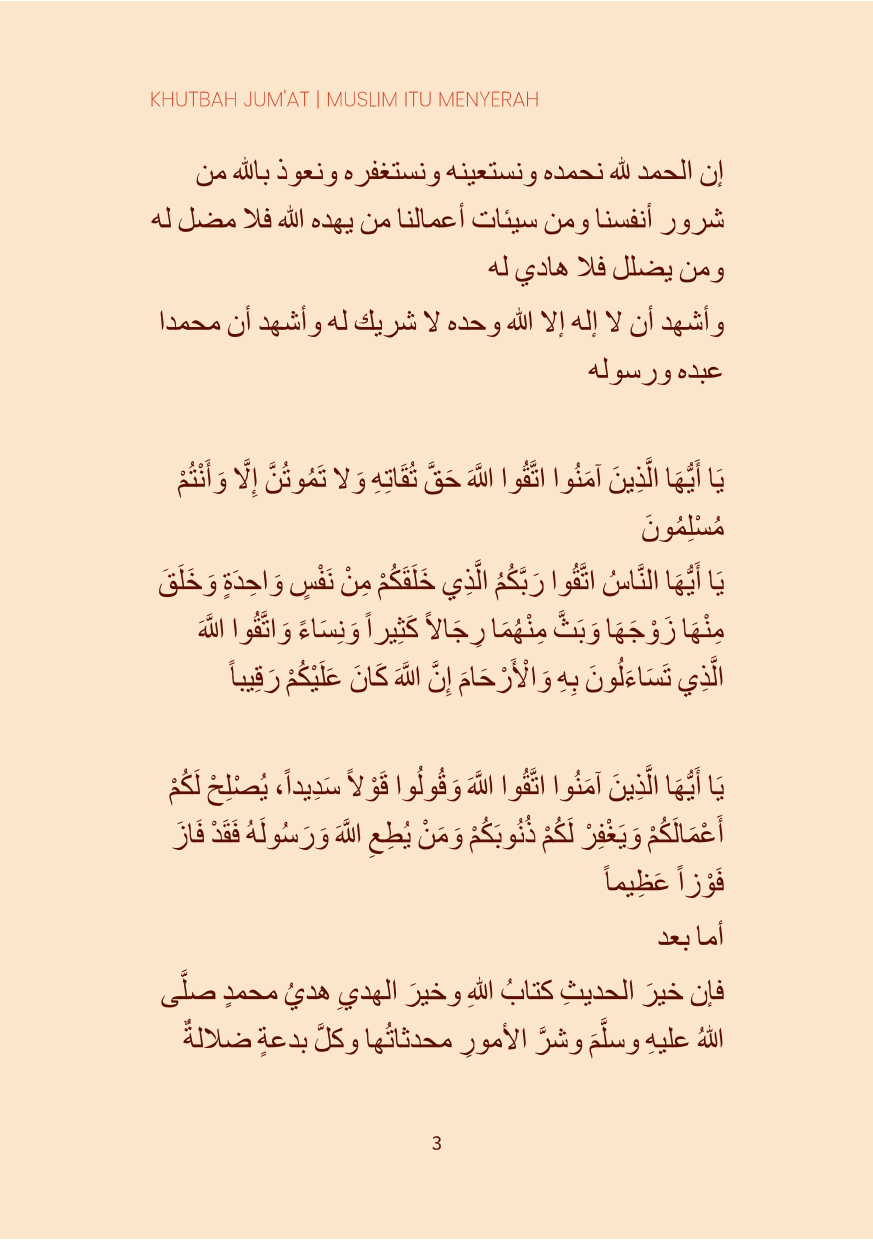 KHUTBAH JUM'AT | MUSLIM ITU MENYERAH
إن الحمد لله نحمده ونستعينه ونستغفره ونعوذ بالله من
شرور أنفسنا ومن سيئات أعمالنا من يهده الله فلا مضل له
ومن يضلل فلا هادي له
وأشهد أن لا إله إلا الله وحده لا شريك له وأشهد أن محمدا
عبده ورسوله
يَا أَيُّهَا الَّذِينَ آمَنُوا اتَّقُوا اللَّهَ حَقَّ تُقَاتِهِ وَلا تَمُوتُنَّ إِلَّا وَأَنْتُمْ
مُسْلِمُونَ
يَا أَيُّهَا النَّاسُ اتَّقُوا رَبَّكُمُ الَّذِي خَلَقَكُمْ مِنْ نَفْسٍ وَاحِدَةٍ وَخَلَقَ
مِنْهَا زَوْجَهَا وَبَثَّ مِنْهُمَا رِجَالاً كَثِيراً وَنِسَاءً وَاتَّقُوا اللَّهَ
الَّذِي تَسَاءَلُونَ بِهِ وَالْأَرْحَامَ إِنَّ اللَّهَ كَانَ عَلَيْكُمْ رَقِيباً
يَا أَيُّهَا الَّذِينَ آمَنُوا اتَّقُوا اللَّهَ وَقُولُوا قَوْلاً سَدِيداً، يُصْلِحْ لَكُمْ
أَعْمَالَكُمْ وَيَغْفِرْ لَكُمْ ذُنُوبَكُمْ وَمَنْ يُطِعِ اللَّهَ وَرَسُولَهُ فَقَدْ فَازَ
فَوْزاً عَظِيماً
أما بعد
فإن خيرَ الحديثِ كتابُ اللهِ وخيرَ الهديِ هديُ محمدٍ صلَّى
اللهُ عليهِ وسلَّمَ وشرَّ الأمورِ محدثاتُها وكلَّ بدعةٍ ضلالةٌ
3